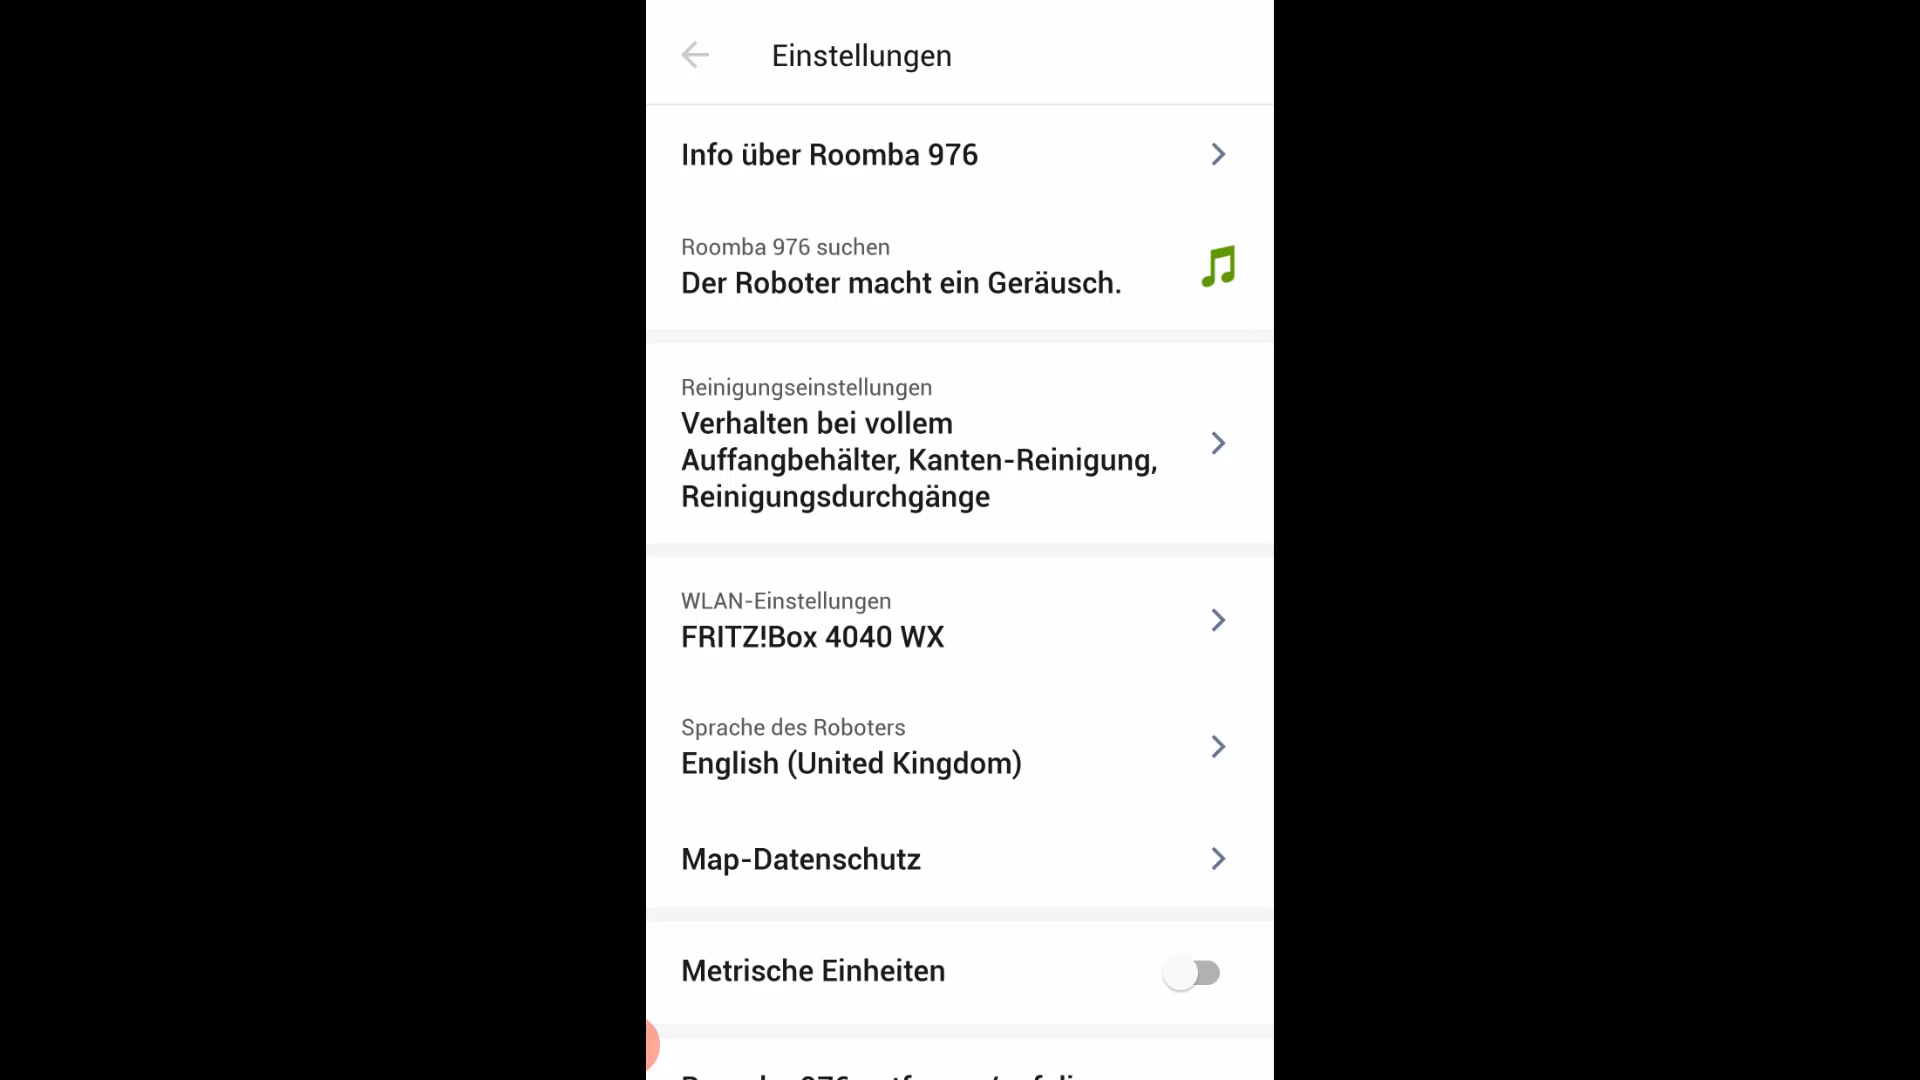 Einstellungen
Info über Roomba 976
Roomba 976 suchen
Der Roboter macht ein Geräusch.
Reinigungseinstellungen
Verhalten bei vollem
Auffangbehälter, Kanten-Reinigung,
Reinigungsdurchgänge
WLAN-Einstellungen
FRITZ!Box 4040 WX
Sprache des Roboters
English (United Kingdom)
Map-Datenschutz
Metrische Einheiten